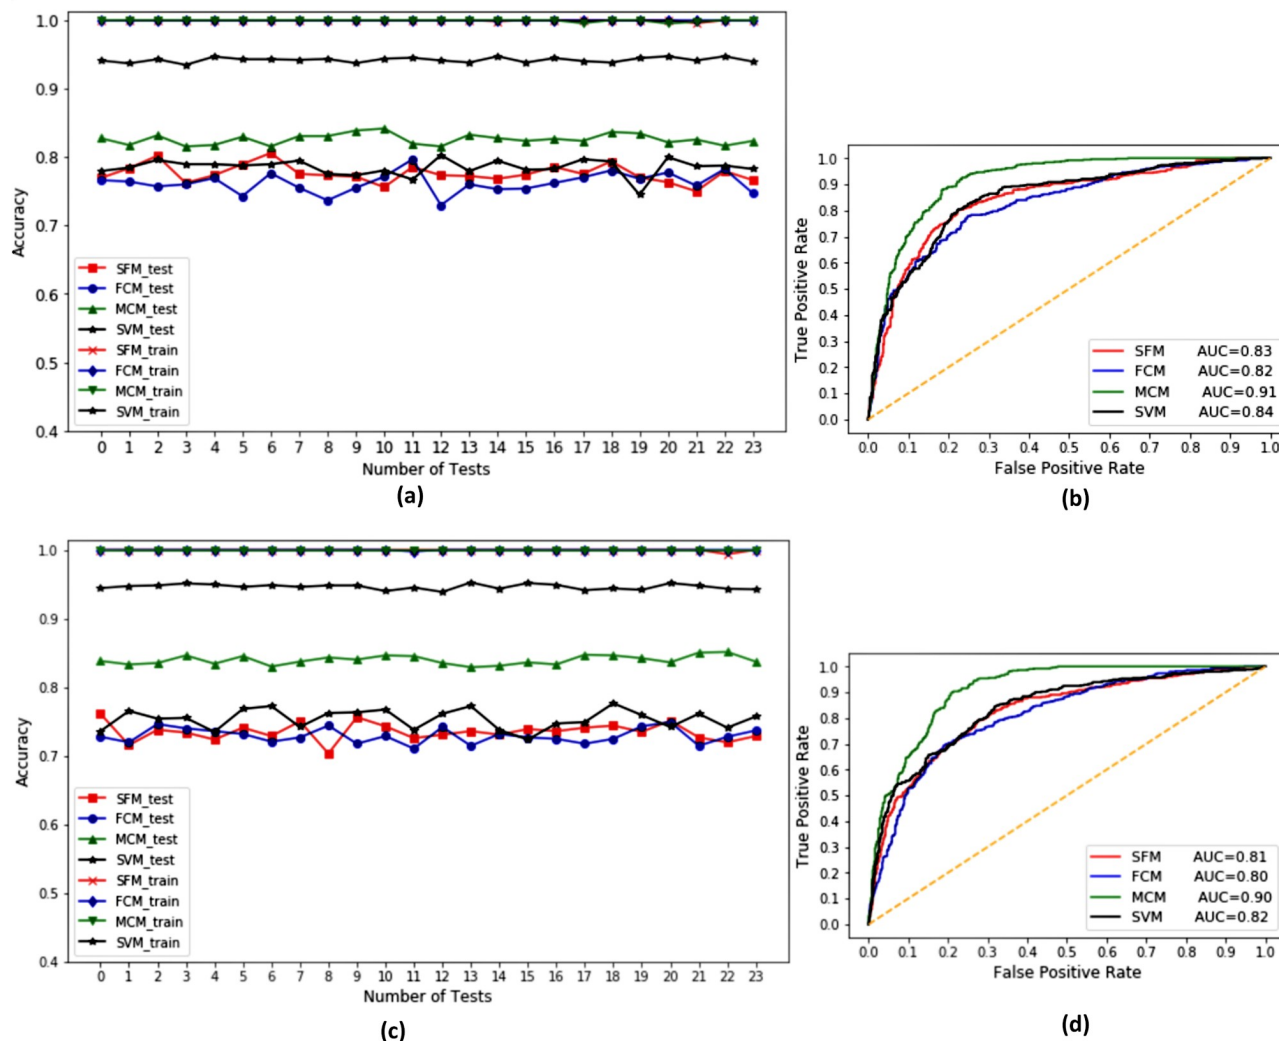 1.0
0.9
0.8
0.7
0.6
0.5
0.4
Accuracy
SFM_test
FCM_test
MCM_test
SVM_test
SFM_train
FCM_train
MCM_train
SVM_train
0 1 2 3 4 5 6 7 8 9 10 11 12 13 14 15 16 17 18 19 20 21 22 23
Number of Tests
(a)
1.0
0.9
0.8
0.7
0.6
0.5
0.4
0.3
0.2
0.1
0.0
True Positive Rate
SFM AUC=0.83
FCM AUC=0.82
MCM AUC=0.91
SVM AUC=0.84
0.0 0.1 0.2 0.3 0.4 0.5 0.6 0.7 0.8 0.9 1.0
False Positive Rate
(b)
1.0
0.9
0.8
0.7
0.6
0.5
0.4
Accuracy
SFM_test
FCM_test
MCM_test
SVM_test
SFM_train
FCM_train
MCM_train
SVM_train
0 1 2 3 4 5 6 7 8 9 10 11 12 13 14 15 16 17 18 19 20 21 22 23
Number of Tests
(c)
1.0
0.9
0.8
0.7
0.6
0.5
0.4
0.3
0.2
0.1
0.0
True Positive Rate
SFM AUC=0.81
FCM AUC=0.80
MCM AUC=0.90
SVM AUC=0.82
0.0 0.1 0.2 0.3 0.4 0.5 0.6 0.7 0.8 0.9 1.0
False Positive Rate
(d)